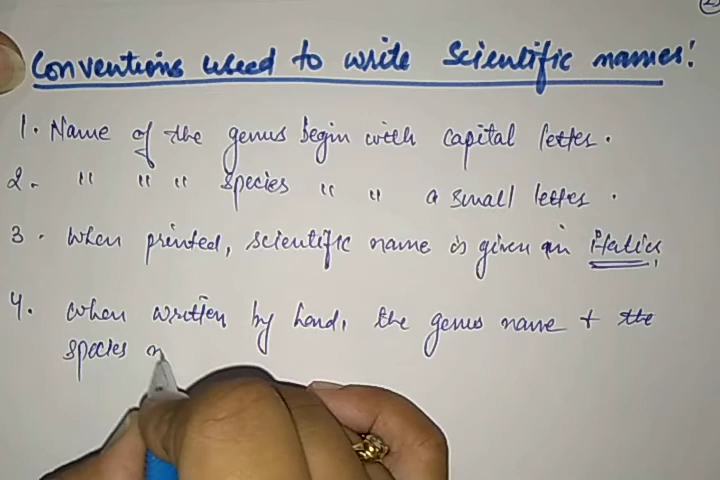 Conventions used to write Scientific names:
1. Name of the genus begin with capital letter.
2. " " " species " " a small letter.
3. When printed, scientific name is given in italics.
4. When written by hand, the genus name + the
species n